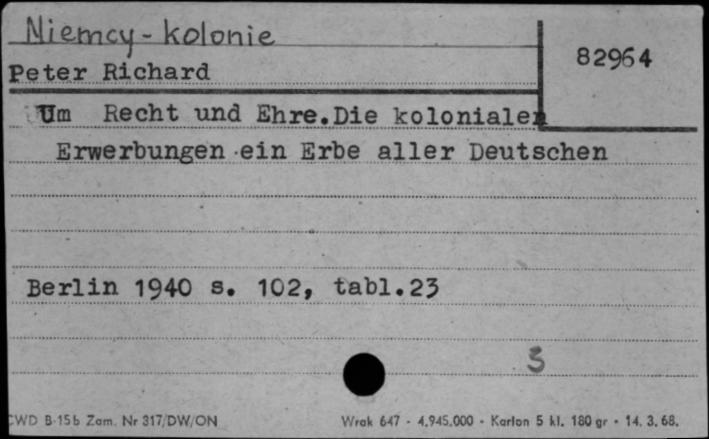 Niemcy - kolonie
82964
Peter Richard
Um Recht und Ehre.Die kolonialen
Erwerbungen ein Erbe aller Deutschen
Berlin 1940 s. 102, tabl.23
3
CWD B-15b Zam. Nr 317/DW/ON
Wrak 647 - 4.945.000 - Karton 5 kl. 180 gr - 14. 3. 68.